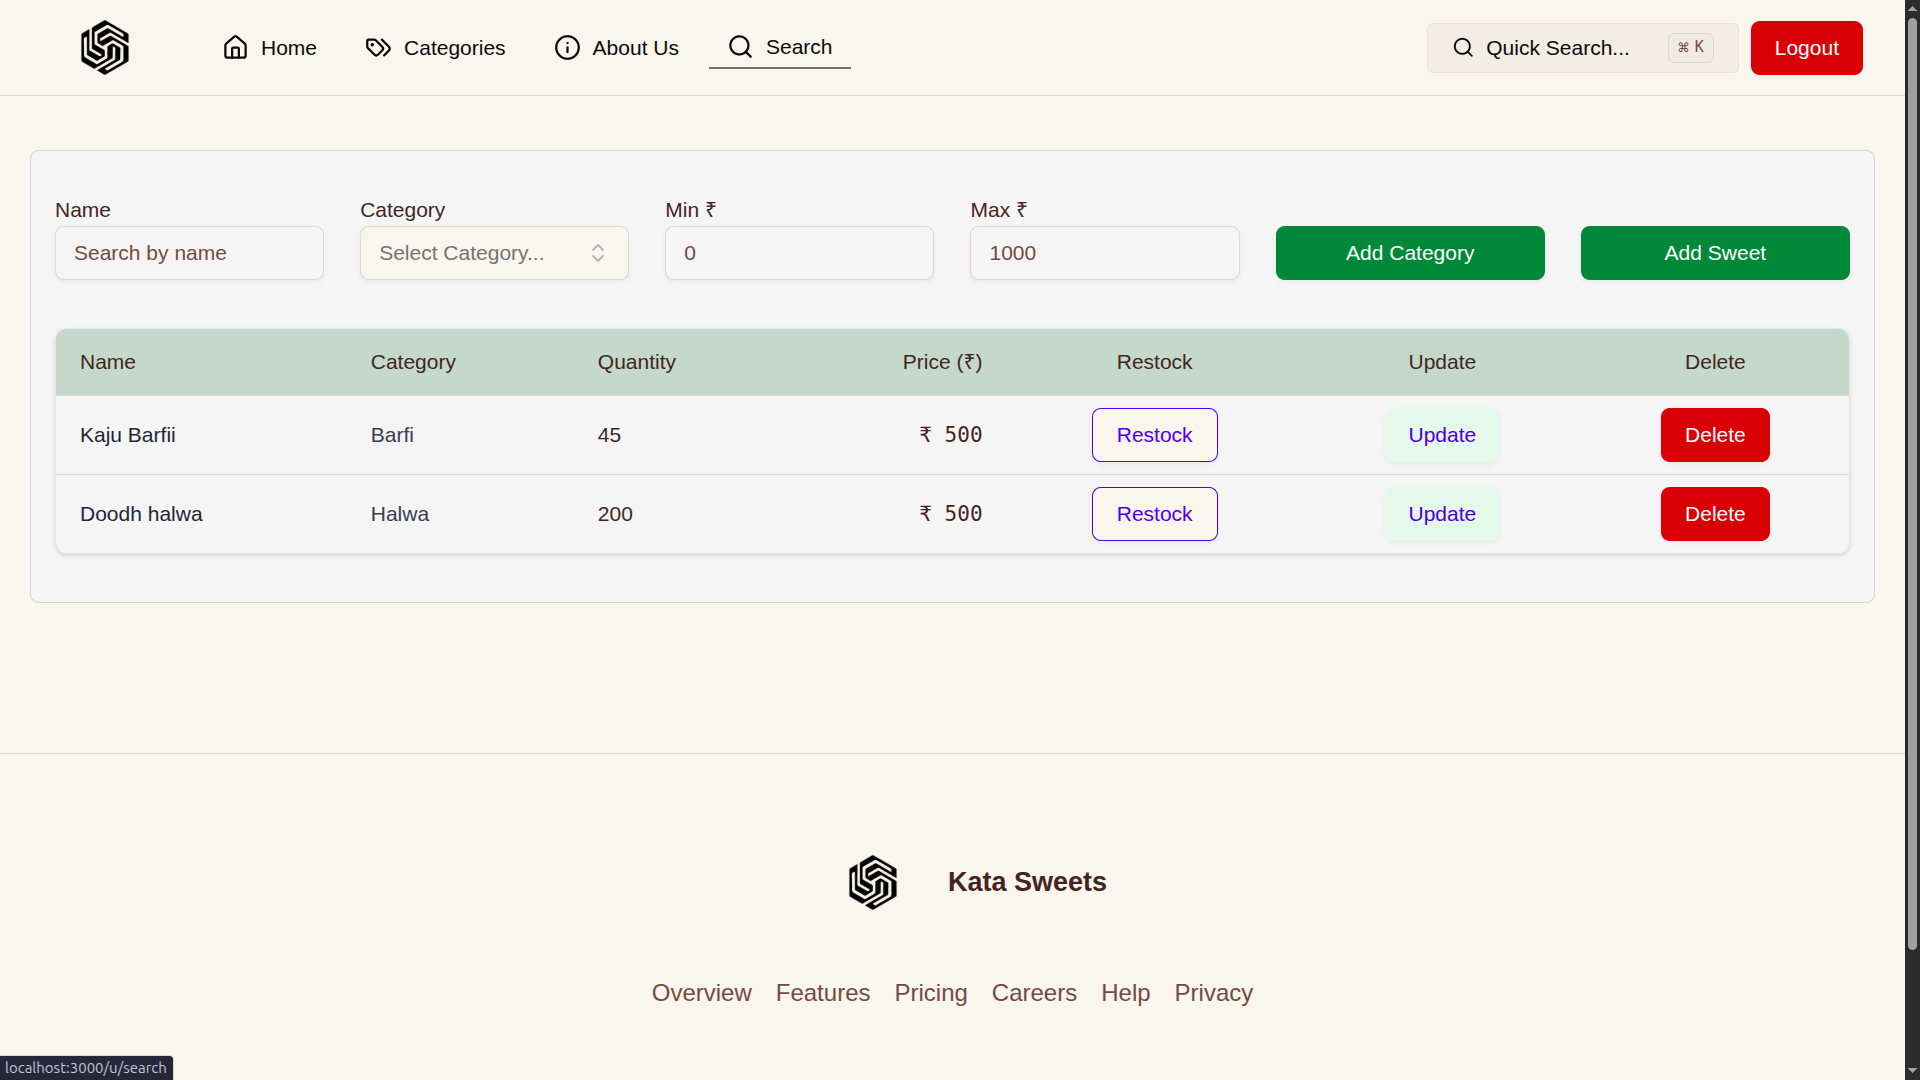 Home Categories About Us Search Quick Search... ⌘ K Logout
Name Category Min ₹ Max ₹
Search by name Select Category... 0 1000 Add Category Add Sweet
Name Category Quantity Price (₹) Restock Update Delete
Kaju Barfii Barfi 45 ₹ 500 Restock Update Delete
Doodh halwa Halwa 200 ₹ 500 Restock Update Delete
Kata Sweets
Overview Features Pricing Careers Help Privacy
localhost:3000/u/search